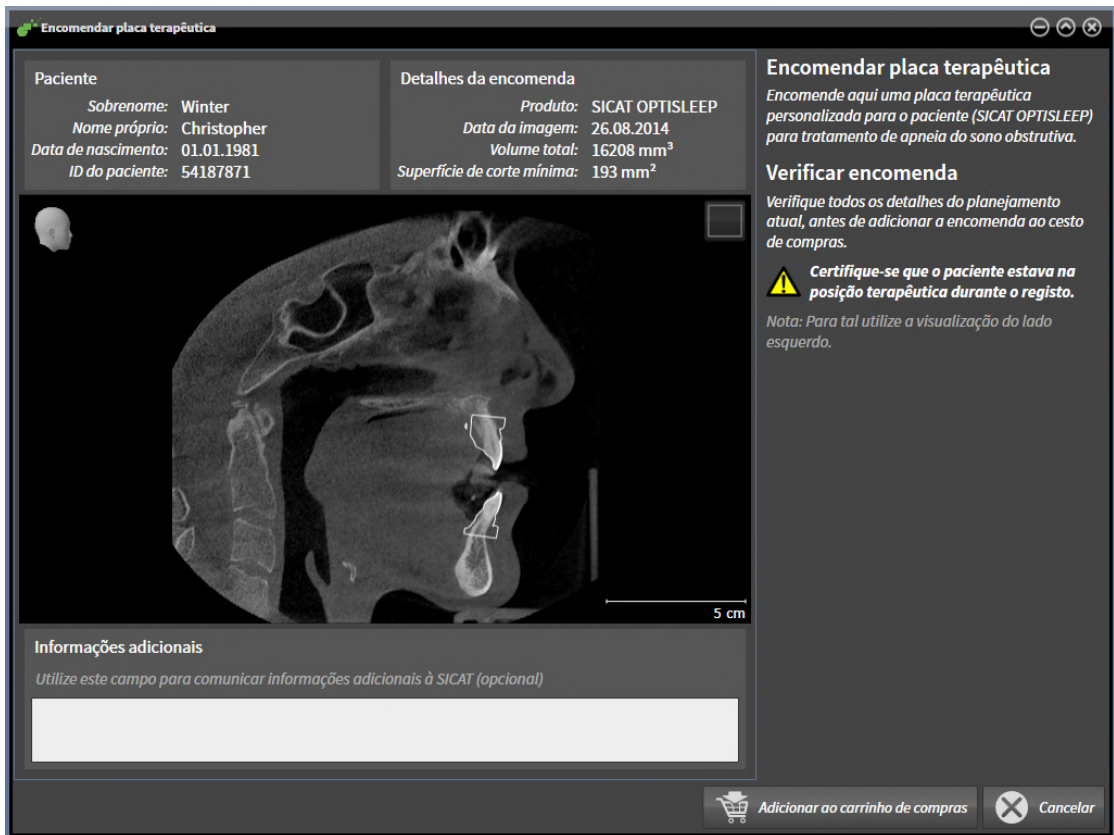 Encomendar placa terapêutica
Paciente
Sobrenome: Winter
Nome próprio: Christopher
Data de nascimento: 01.01.1981
ID do paciente: 54187871
Detalhes da encomenda
Produto: SICAT OPTISLEEP
Data da imagem: 26.08.2014
Volume total: 16208 mm³
Superfície de corte mínima: 193 mm²
5 cm
Informações adicionais
Utilize este campo para comunicar informações adicionais à SICAT (opcional)
Encomendar placa terapêutica
Encomende aqui uma placa terapêutica
personalizada para o paciente (SICAT OPTISLEEP)
para tratamento de apneia do sono obstrutiva.
Verificar encomenda
Verifique todos os detalhes do planejamento
atual, antes de adicionar a encomenda ao cesto
de compras.
Certifique-se que o paciente estava na
posição terapêutica durante o registo.
Nota: Para tal utilize a visualização do lado
esquerdo.
Adicionar ao carrinho de compras
Cancelar